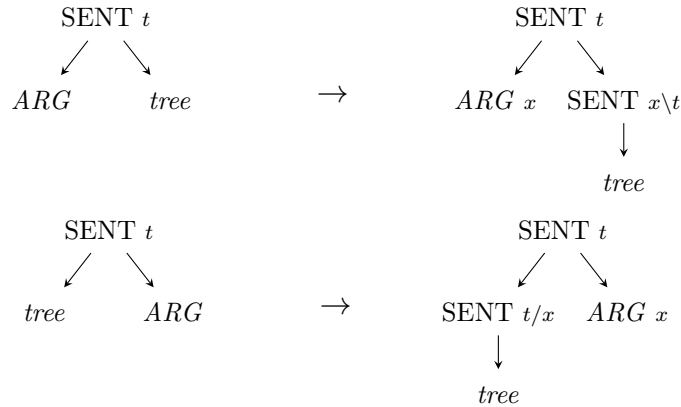 SENT t SENT t
ARG tree → ARG x SENT x\t
tree
SENT t SENT t
tree ARG → SENT t/x ARG x
tree